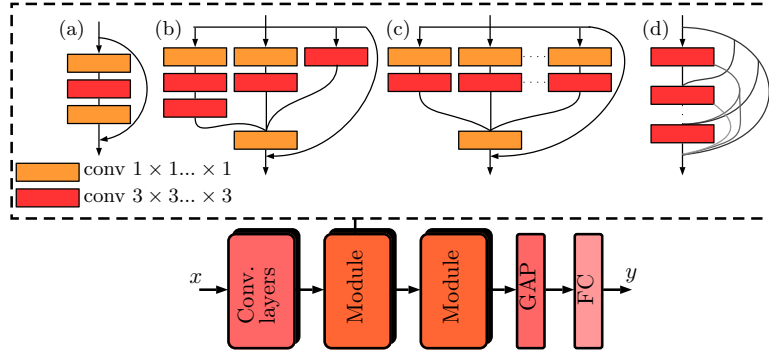 (a) (b) (c) (d)
conv 1 × 1... × 1
conv 3 × 3... × 3
x
Conv.
layers
Module
Module
GAP
FC
y